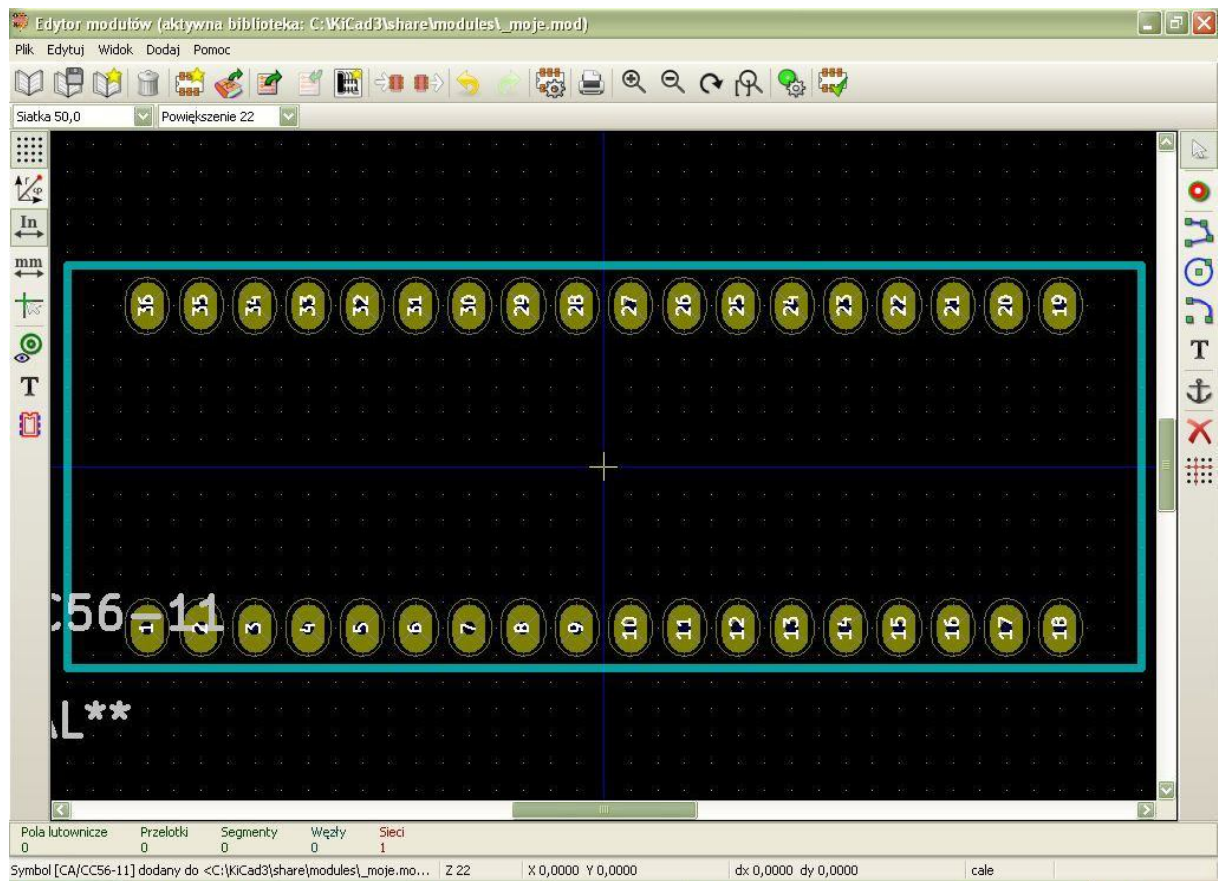 Edytor modułów (aktywna biblioteka: C:\KiCad3\share\modules\_moje.mod)
Plik Edytuj Widok Dodaj Pomoc
Siatka 50,0 Powiększenie 22
In
mm
T
T
36 35 34 33 32 31 30 29 28 27 26 25 24 23 22 21 20 19
C56-11
1 2 3 4 5 6 7 8 9 10 11 12 13 14 15 16 17 18
AL**
Pola lutownicze Przelotki Segmenty Węzły Sieci
0 0 0 0 1
Symbol [CA/CC56-11] dodany do <C:\KiCad3\share\modules\_moje.mo... Z 22 X 0,0000 Y 0,0000 dx 0,0000 dy 0,0000 cale